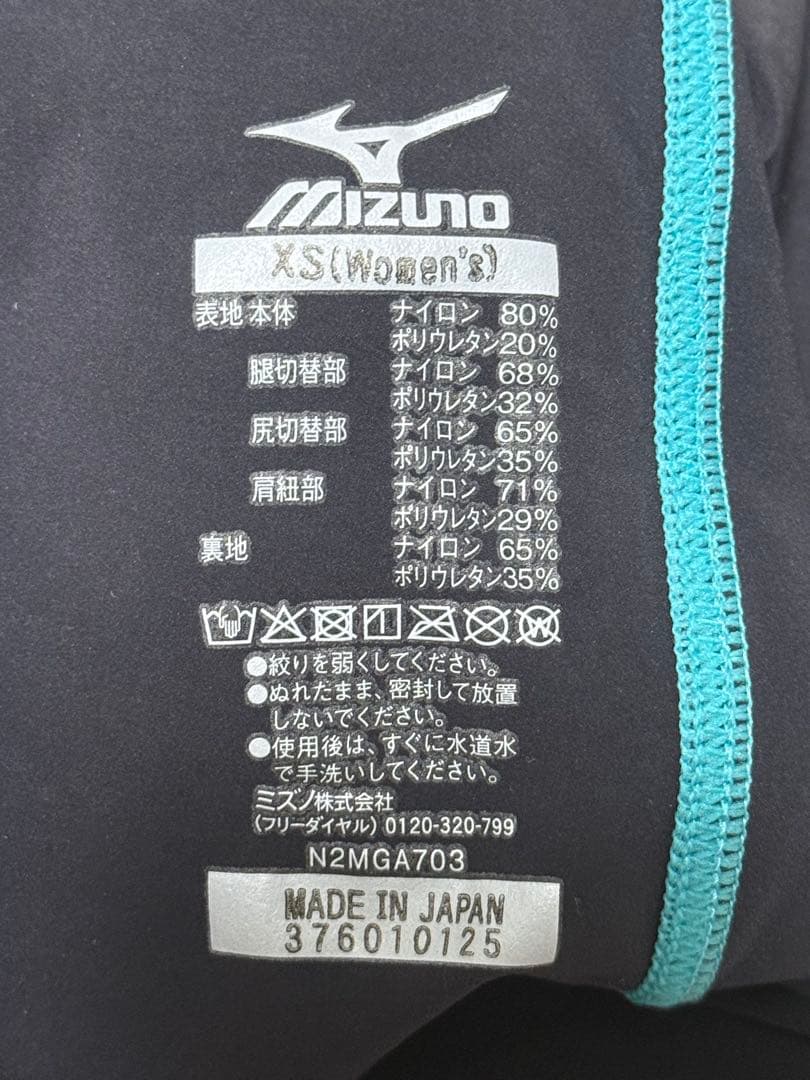 MIZUNO
XS(Women's)
表地 本体 ナイロン 80%
ポリウレタン20%
腿切替部 ナイロン 68%
ポリウレタン32%
尻切替部 ナイロン 65%
ポリウレタン35%
肩紐部 ナイロン 71%
ポリウレタン29%
裏地 ナイロン 65%
ポリウレタン35%
W
●絞りを弱くしてください。
●ぬれたまま、密封して放置
しないでください。
●使用後は、すぐに水道水
で手洗いしてください。
ミズノ株式会社
(フリーダイヤル) 0120-320-799
N2MGA703
MADE IN JAPAN
376010125